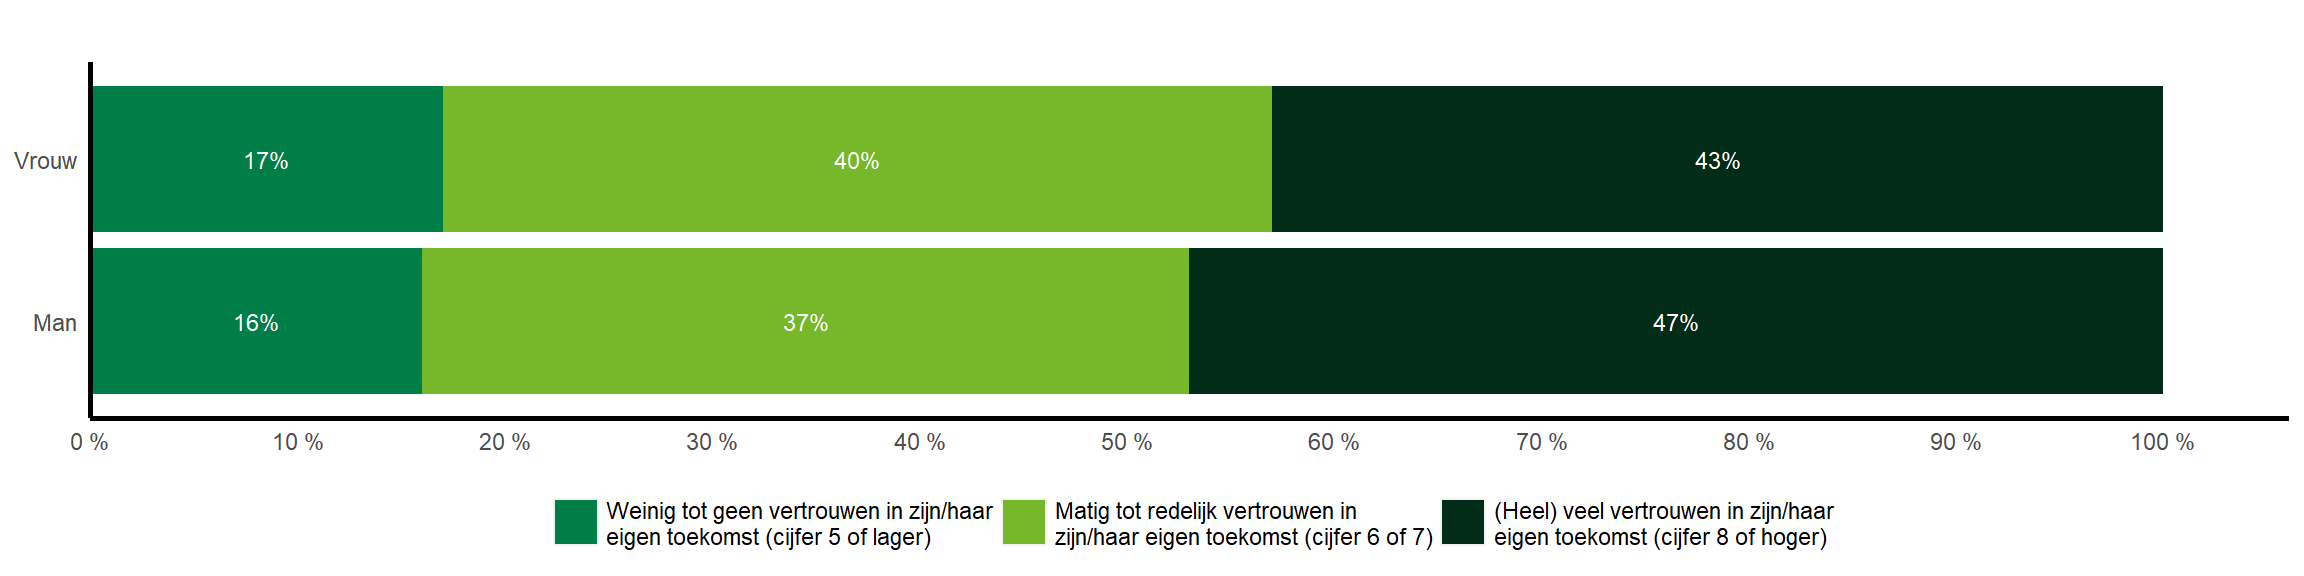 Vrouw
17%
40%
43%
Man
16%
37%
47%
0 %
10 %
20 %
30 %
40 %
50 %
60 %
70 %
80 %
90 %
100 %
Weinig tot geen vertrouwen in zijn/haar
eigen toekomst (cijfer 5 of lager)
Matig tot redelijk vertrouwen in
zijn/haar eigen toekomst (cijfer 6 of 7)
(Heel) veel vertrouwen in zijn/haar
eigen toekomst (cijfer 8 of hoger)